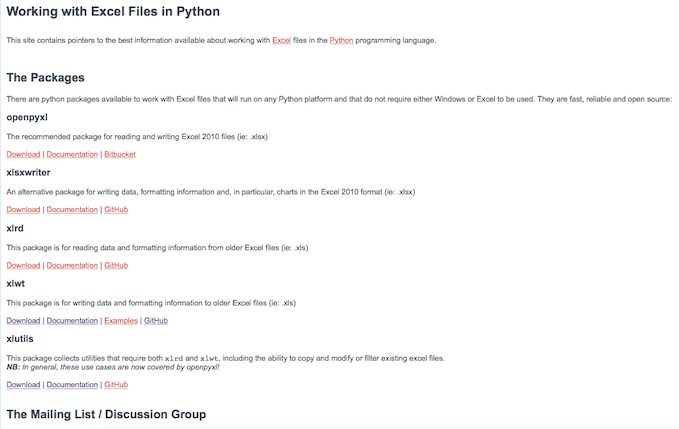 Working with Excel Files in Python
This site contains pointers to the best information available about working with Excel files in the Python programming language.
The Packages
There are python packages available to work with Excel files that will run on any Python platform and that do not require either Windows or Excel to be used. They are fast, reliable and open source:
openpyxl
The recommended package for reading and writing Excel 2010 files (ie: .xlsx)
Download | Documentation | Bitbucket
xlsxwriter
An alternative package for writing data, formatting information and, in particular, charts in the Excel 2010 format (ie: .xlsx)
Download | Documentation | GitHub
xlrd
This package is for reading data and formatting information from older Excel files (ie: .xls)
Download | Documentation | GitHub
xlwt
This package is for writing data and formatting information to older Excel files (ie: .xls)
Download | Documentation | Examples | GitHub
xlutils
This package collects utilities that require both xlrd and xlwt, including the ability to copy and modify or filter existing excel files.
NB: In general, these use cases are now covered by openpyxl!
Download | Documentation | GitHub
The Mailing List / Discussion Group